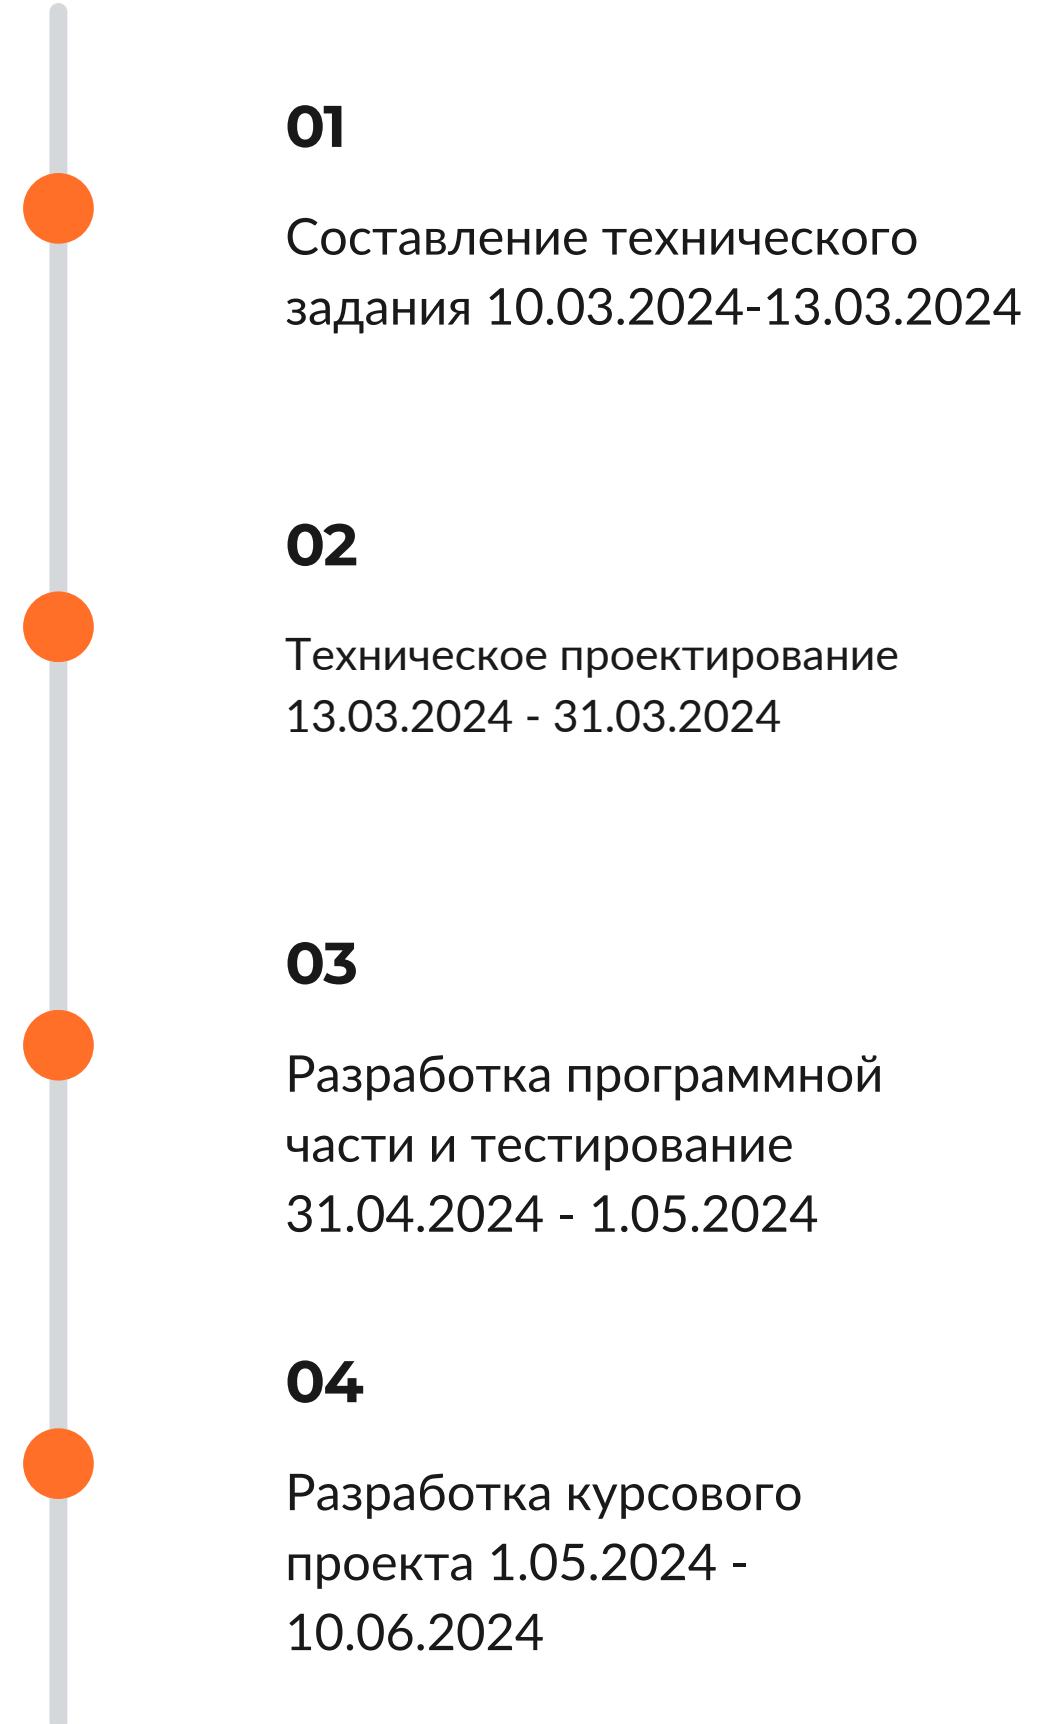 01
Составление технического
задания 10.03.2024-13.03.2024
02
Техническое проектирование
13.03.2024 - 31.03.2024
03
Разработка программной
части и тестирование
31.04.2024 - 1.05.2024
04
Разработка курсового
проекта 1.05.2024 -
10.06.2024